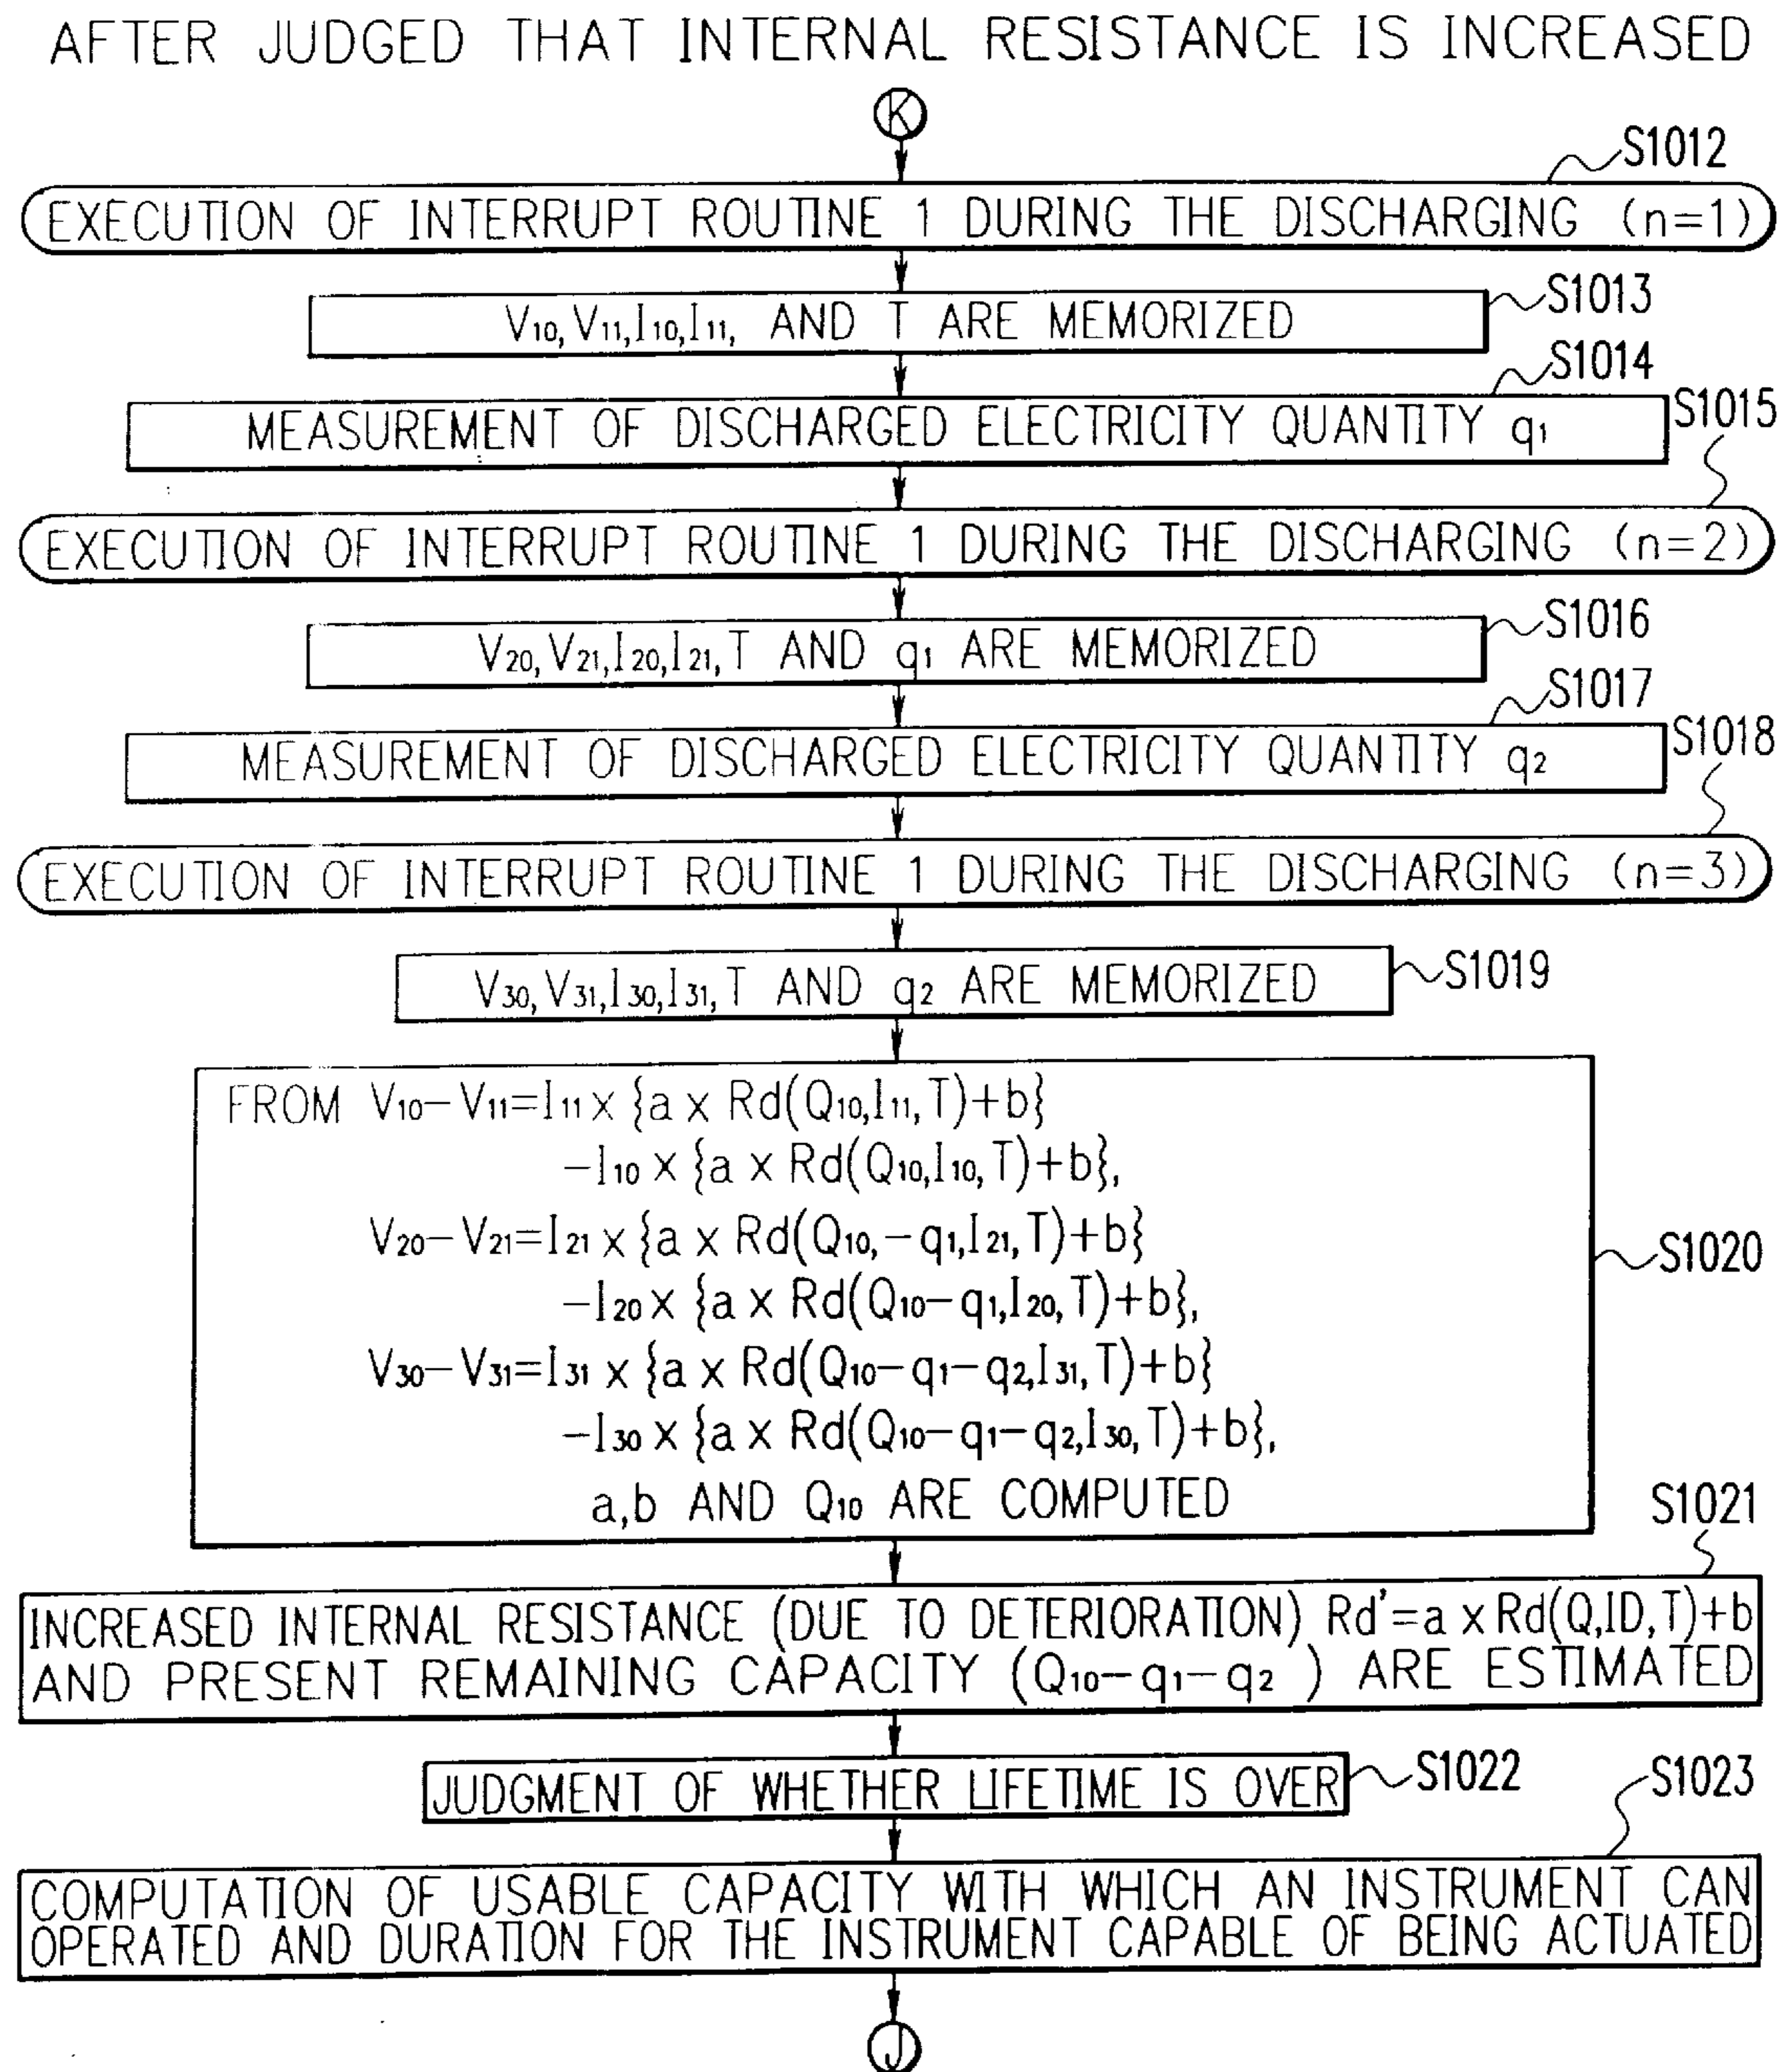 AFTER JUDGED THAT INTERNAL RESISTANCE IS INCREASED
K
S1012
EXECUTION OF INTERRUPT ROUTINE 1 DURING THE DISCHARGING (n=1)
S1013
V10, V11, I10, I11, AND T ARE MEMORIZED
S1014
MEASUREMENT OF DISCHARGED ELECTRICITY QUANTITY q1
S1015
EXECUTION OF INTERRUPT ROUTINE 1 DURING THE DISCHARGING (n=2)
S1016
V20, V21, I20, I21, T AND q1 ARE MEMORIZED
S1017
MEASUREMENT OF DISCHARGED ELECTRICITY QUANTITY q2
S1018
EXECUTION OF INTERRUPT ROUTINE 1 DURING THE DISCHARGING (n=3)
S1019
V30, V31, I30, I31, T AND q2 ARE MEMORIZED
FROM V10–V11=I11 x {a x Rd(Q10,I11,T)+b}
–I10 x {a x Rd(Q10,I10,T)+b},
V20–V21=I21 x {a x Rd(Q10,–q1,I21,T)+b}
S1020
–I20 x {a x Rd(Q10–q1,I20,T)+b},
V30–V31=I31 x {a x Rd(Q10–q1–q2,I31,T)+b}
–I30 x {a x Rd(Q10–q1–q2,I30,T)+b},
a,b AND Q10 ARE COMPUTED
S1021
INCREASED INTERNAL RESISTANCE (DUE TO DETERIORATION) Rd'=a x Rd(Q,ID,T)+b
AND PRESENT REMAINING CAPACITY (Q10–q1–q2 ) ARE ESTIMATED
JUDGMENT OF WHETHER LIFETIME IS OVER
S1022
S1023
COMPUTATION OF USABLE CAPACITY WITH WHICH AN INSTRUMENT CAN
OPERATED AND DURATION FOR THE INSTRUMENT CAPABLE OF BEING ACTUATED
J